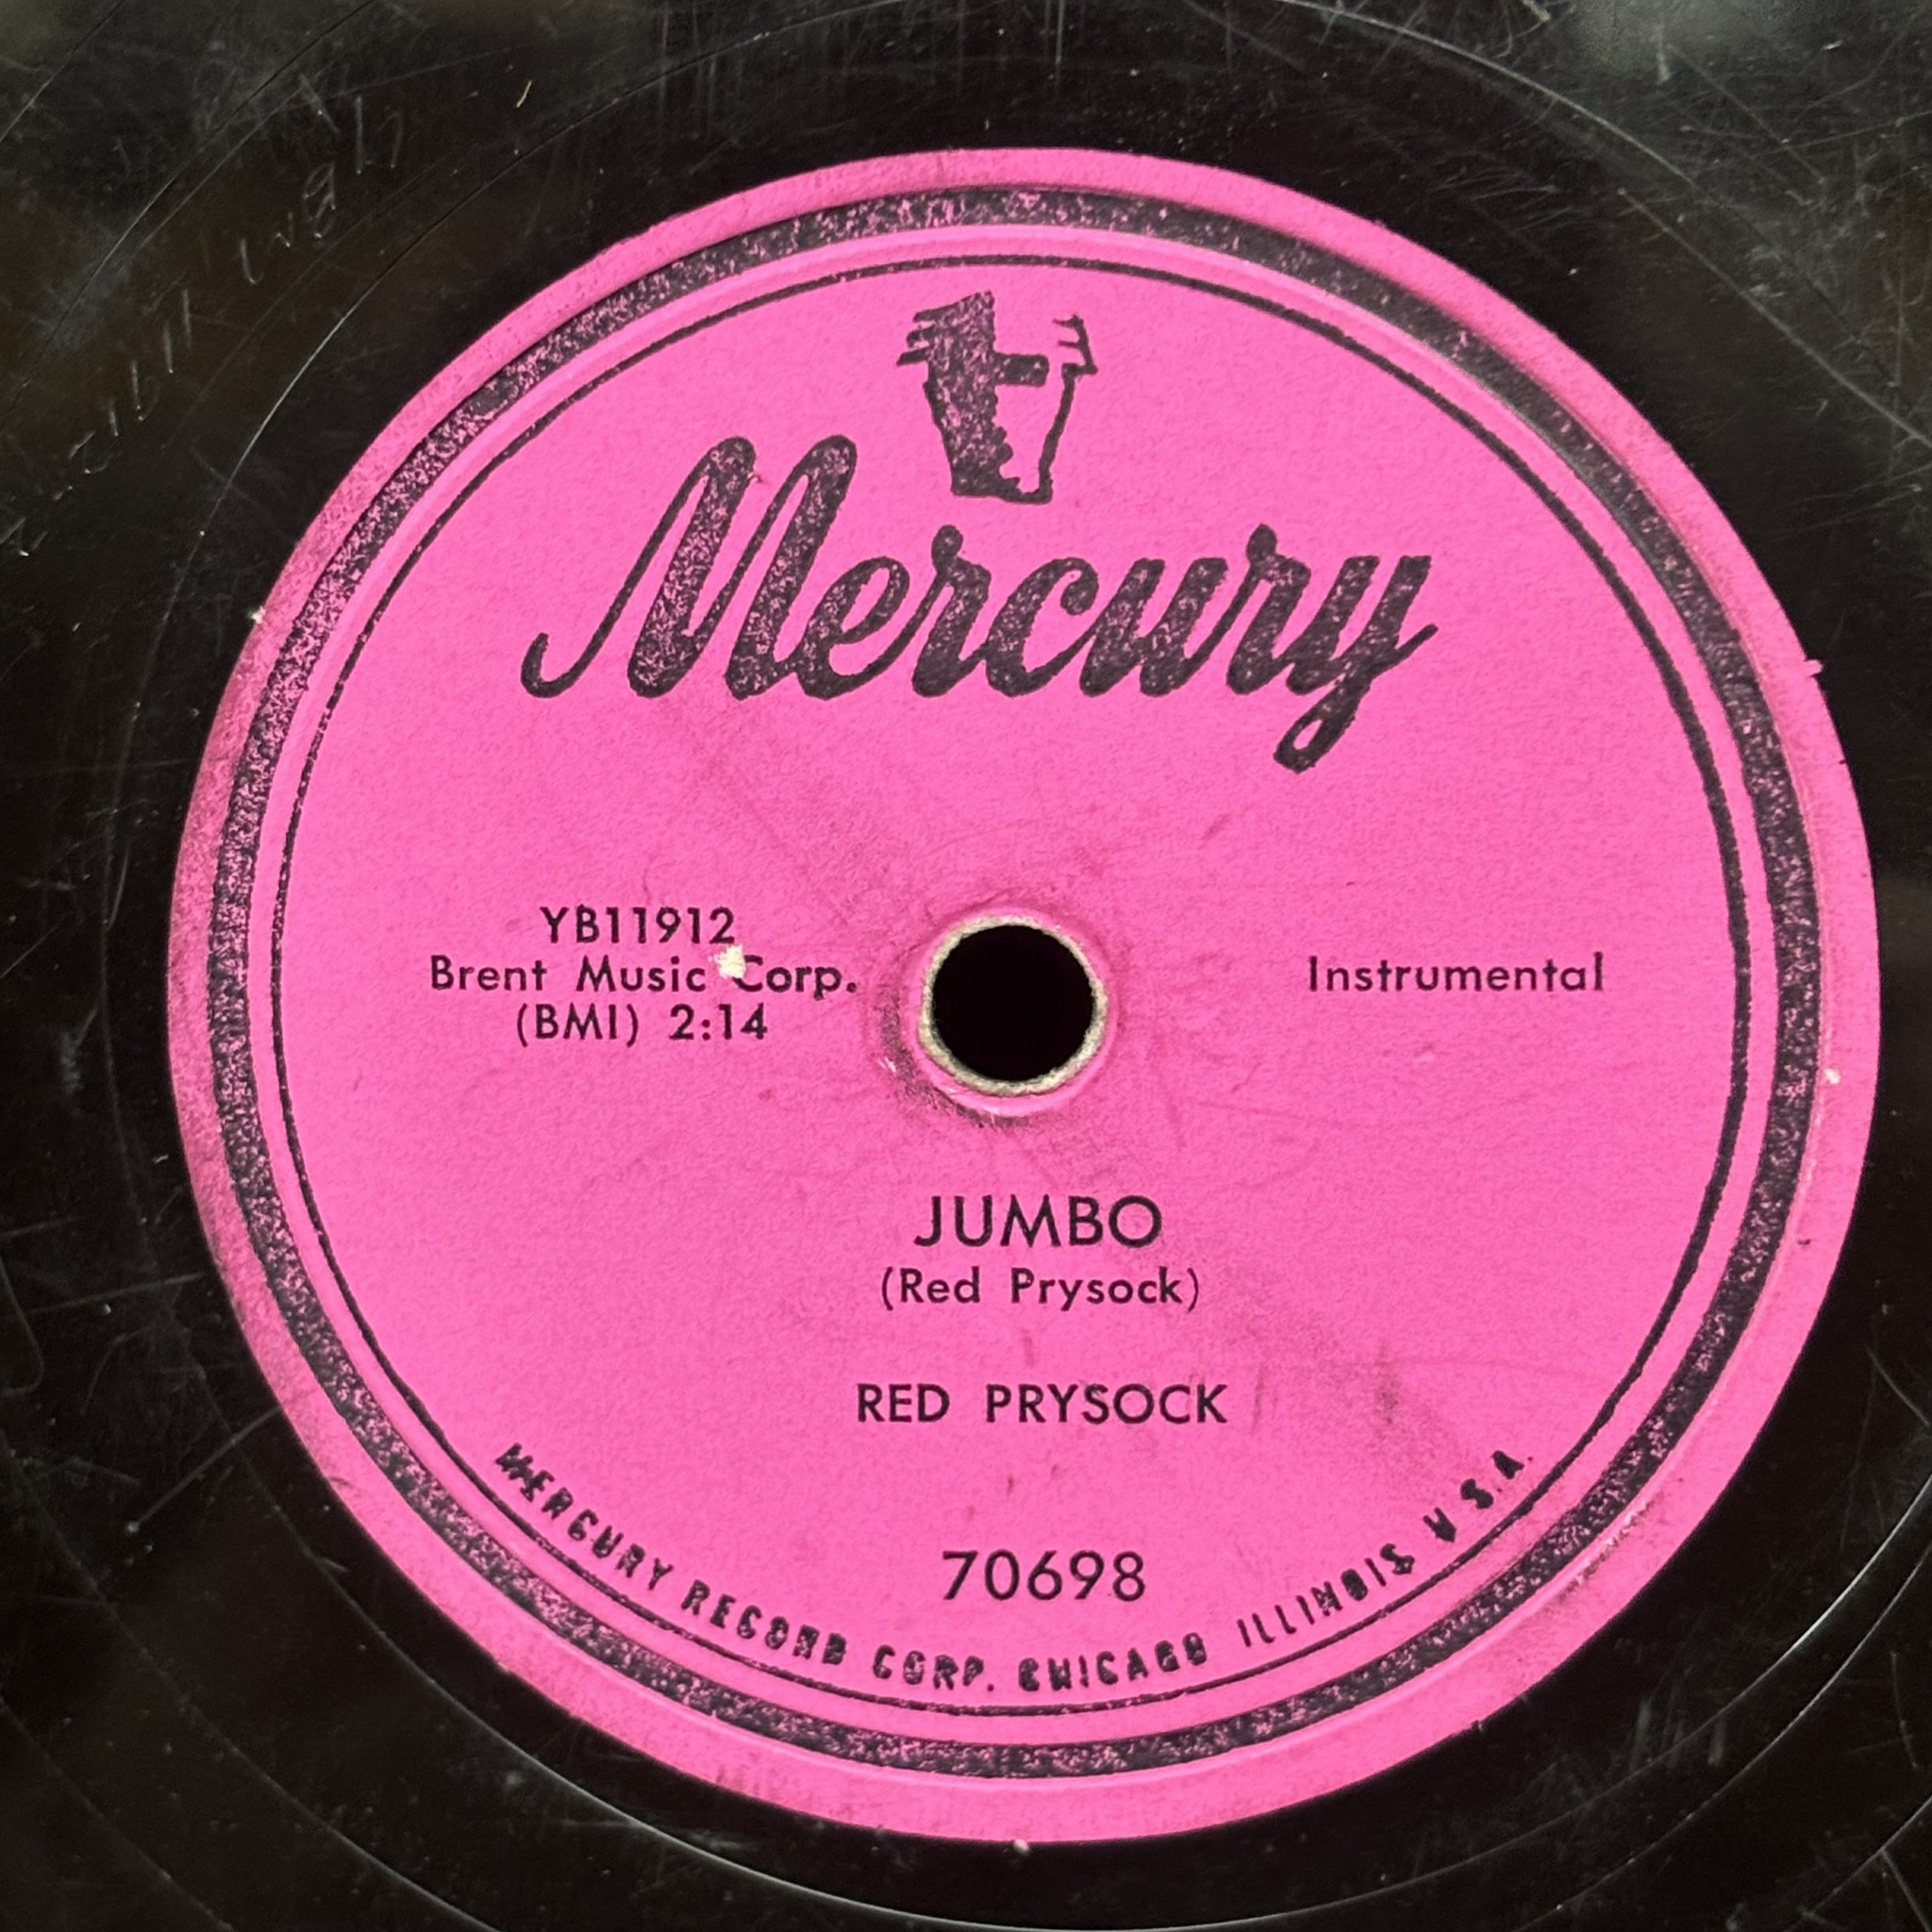 Mercury
YB11912
Brent Music Corp.
(BMI) 2:14
Instrumental
JUMBO
(Red Prysock)
RED PRYSOCK
70698
MERCURY RECORD CORP. CHICAGO ILLINOIS U.S.A.